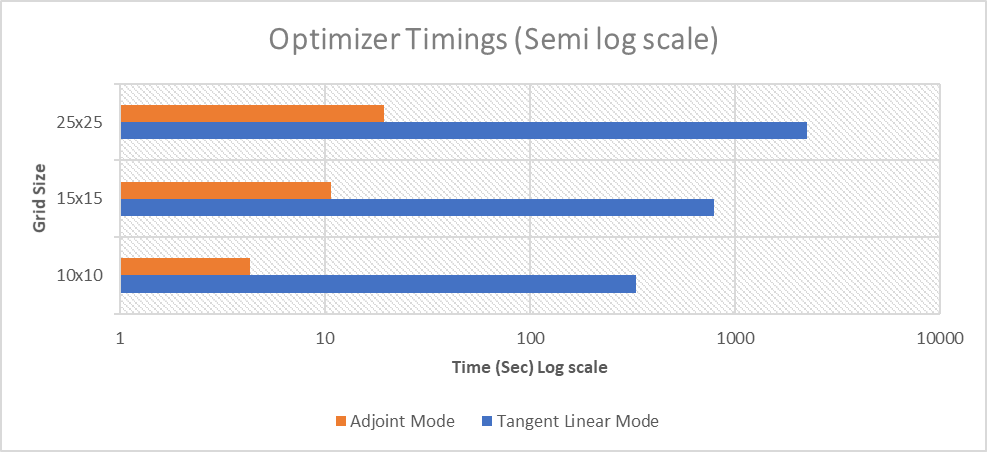 Optimizer Timings (Semi log scale)
Grid Size
25x25
15x15
10x10
1 10 100 1000 10000
Time (Sec) Log scale
Adjoint Mode Tangent Linear Mode